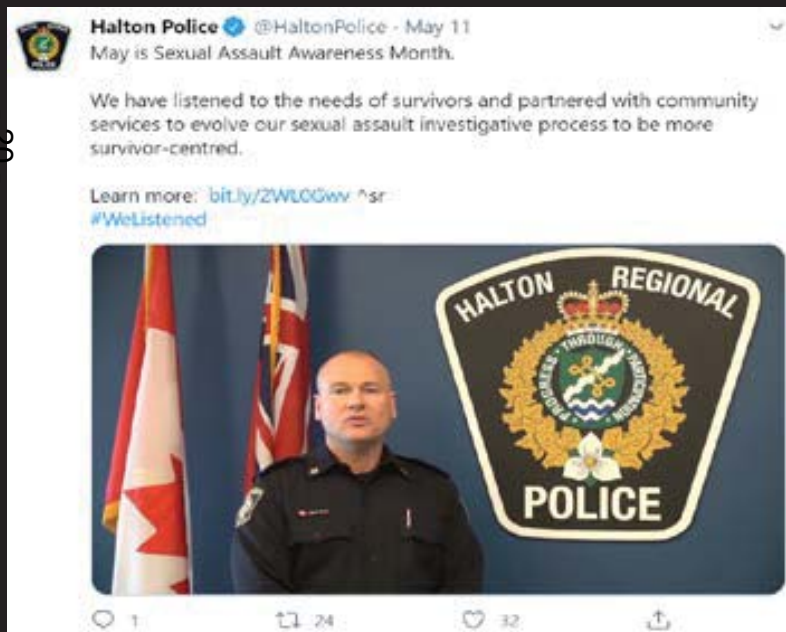 Halton Police @HaltonPolice · May 11
May is Sexual Assault Awareness Month.
We have listened to the needs of survivors and partnered with community
services to evolve our sexual assault investigative process to be more
survivor-centred.
Learn more: bit.ly/2WL0Gwv ^sr
#WeListened
HALTON REGIONAL
PROGRESS · THROUGH · PARTICIPATION
POLICE
1 24 32